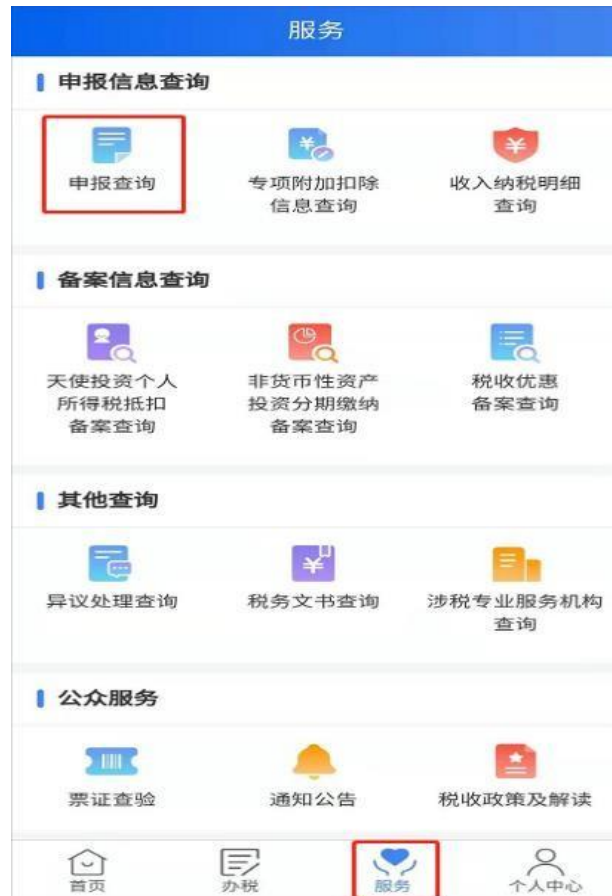 服务
申报信息查询
申报查询 专项附加扣除 收入纳税明细
信息查询 查询
备案信息查询
天使投资个人 非货币性资产 税收优惠
所得税抵扣 投资分期缴纳 备案查询
备案查询 备案查询
其他查询
异议处理查询 税务文书查询 涉税专业服务机构
查询
公众服务
票证查验 通知公告 税收政策及解读
首页 办税 服务 个人中心